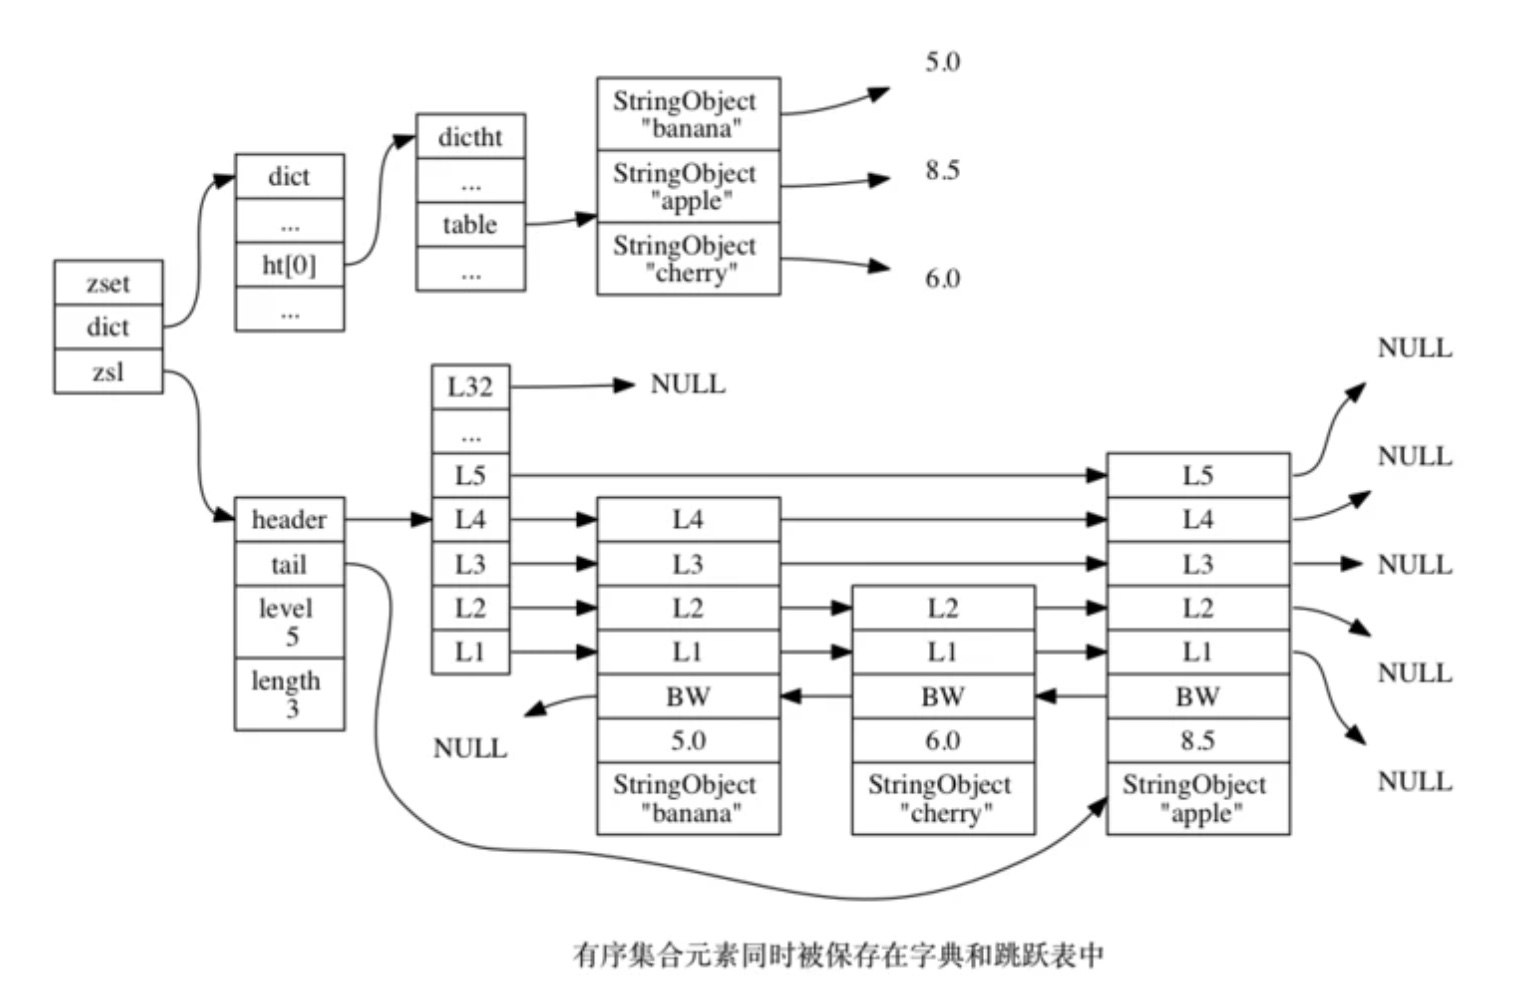 zset
dict
zsl
dict
...
ht[0]
...
dictht
...
table
...
StringObject
"banana"
StringObject
"apple"
StringObject
"cherry"
5.0
8.5
6.0
header
tail
level
5
length
3
L32
...
L5
L4
L3
L2
L1
NULL
NULL
L4
L3
L2
L1
BW
5.0
StringObject
"banana"
L2
L1
BW
6.0
StringObject
"cherry"
L5
L4
L3
L2
L1
BW
8.5
StringObject
"apple"
NULL
NULL
NULL
NULL
NULL
有序集合元素同时被保存在字典和跳跃表中